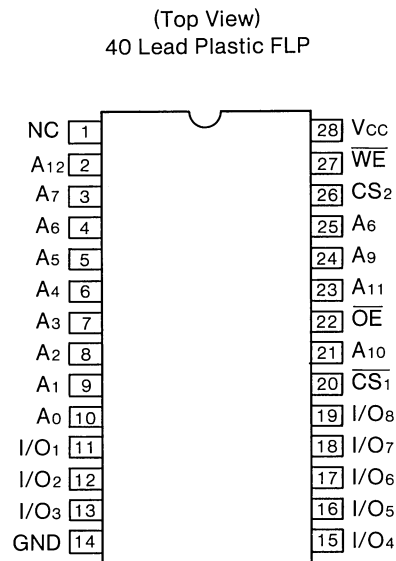 (Top View)
40 Lead Plastic FLP
NC 1 28 Vcc
A12 2 27 WE
A7 3 26 CS2
A6 4 25 A6
A5 5 24 A9
A4 6 23 A11
A3 7 22 OE
A2 8 21 A10
A1 9 20 CS1
A0 10 19 I/O8
I/O1 11 18 I/O7
I/O2 12 17 I/O6
I/O3 13 16 I/O5
GND 14 15 I/O4